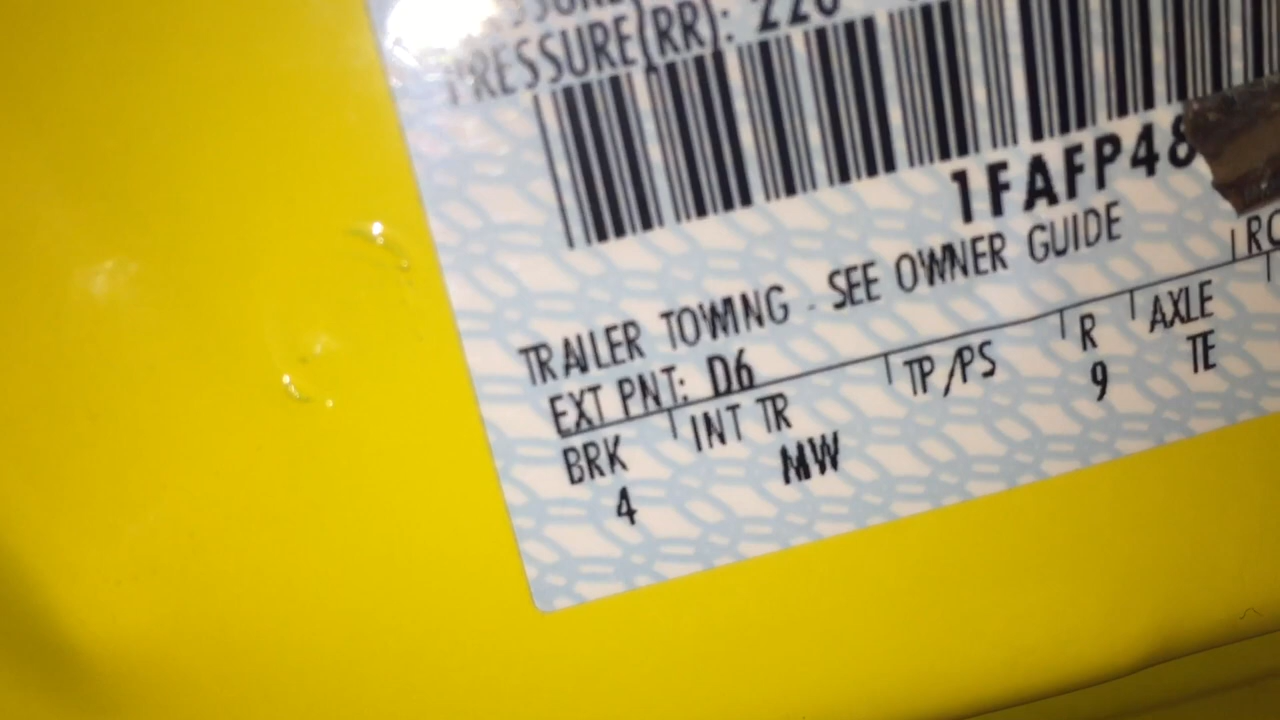 PRESSURE(RR): 220
1FAFP48
TRAILER TOWING - SEE OWNER GUIDE
EXT PNT: D6
RC
BRK INT TR TP/PS R AXLE
4 MW 9 TE